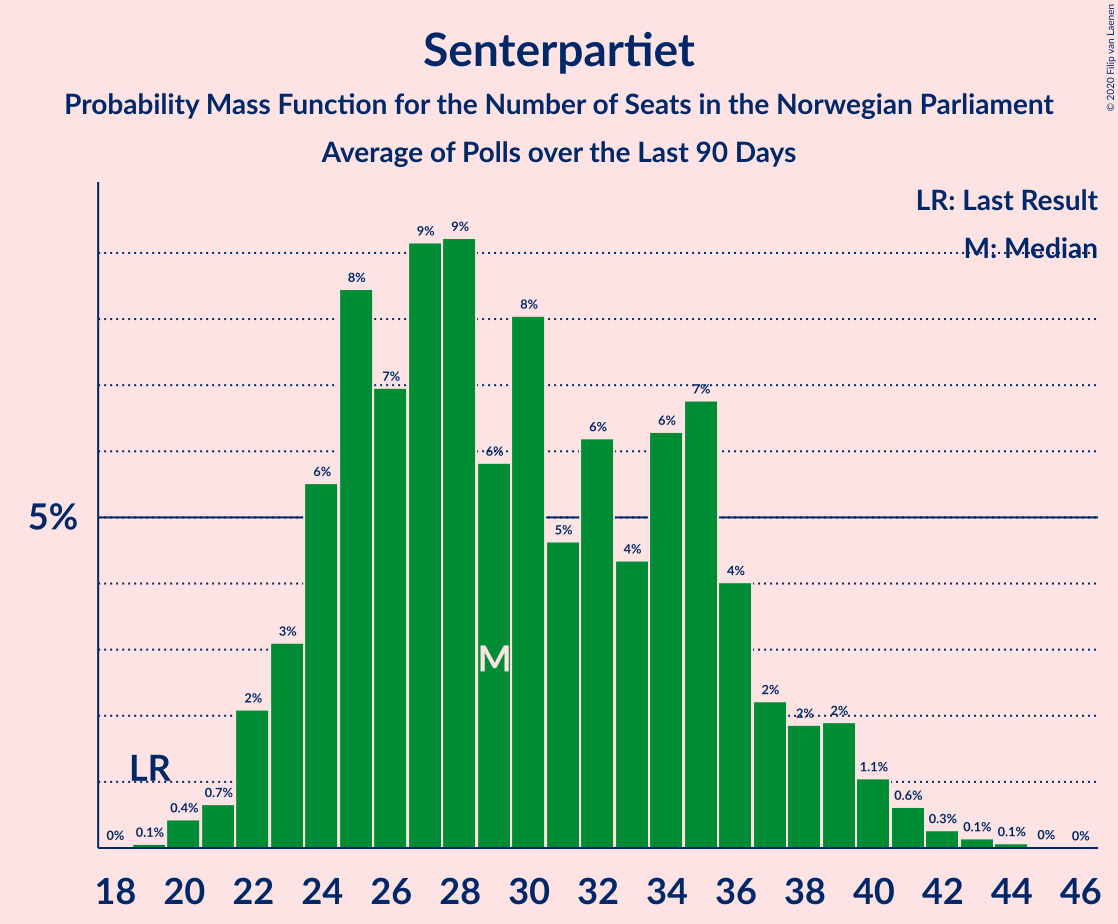 Senterpartiet
Probability Mass Function for the Number of Seats in the Norwegian Parliament
Average of Polls over the Last 90 Days
© 2020 Filip van Laenen
LR: Last Result
M: Median
5%
0% 0.1% 0.4% 0.7% 2% 3% 6% 8% 7% 9% 9% 6% 8% 5% 6% 4% 6% 7% 4% 2% 2% 2% 1.1% 0.6% 0.3% 0.1% 0.1% 0% 0%
LR
M
18 20 22 24 26 28 30 32 34 36 38 40 42 44 46